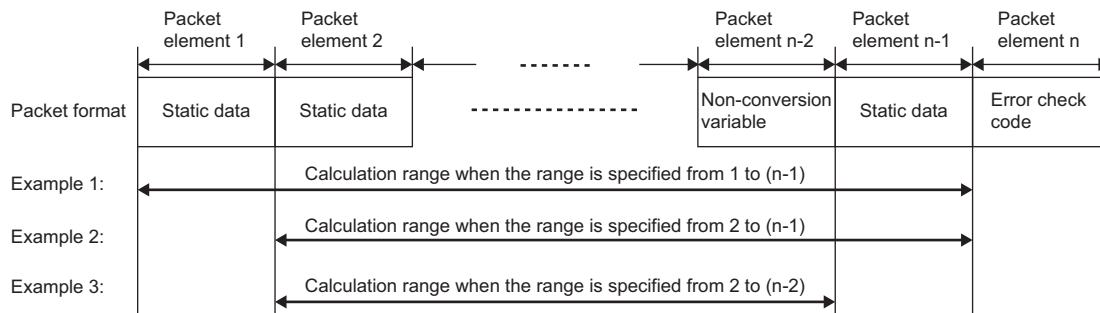 Packet element 1
Packet element 2
Packet element n-2
Packet element n-1
Packet element n
Packet format
Static data
Static data
Non-conversion variable
Static data
Error check code
Example 1:
Calculation range when the range is specified from 1 to (n-1)
Example 2:
Calculation range when the range is specified from 2 to (n-1)
Example 3:
Calculation range when the range is specified from 2 to (n-2)